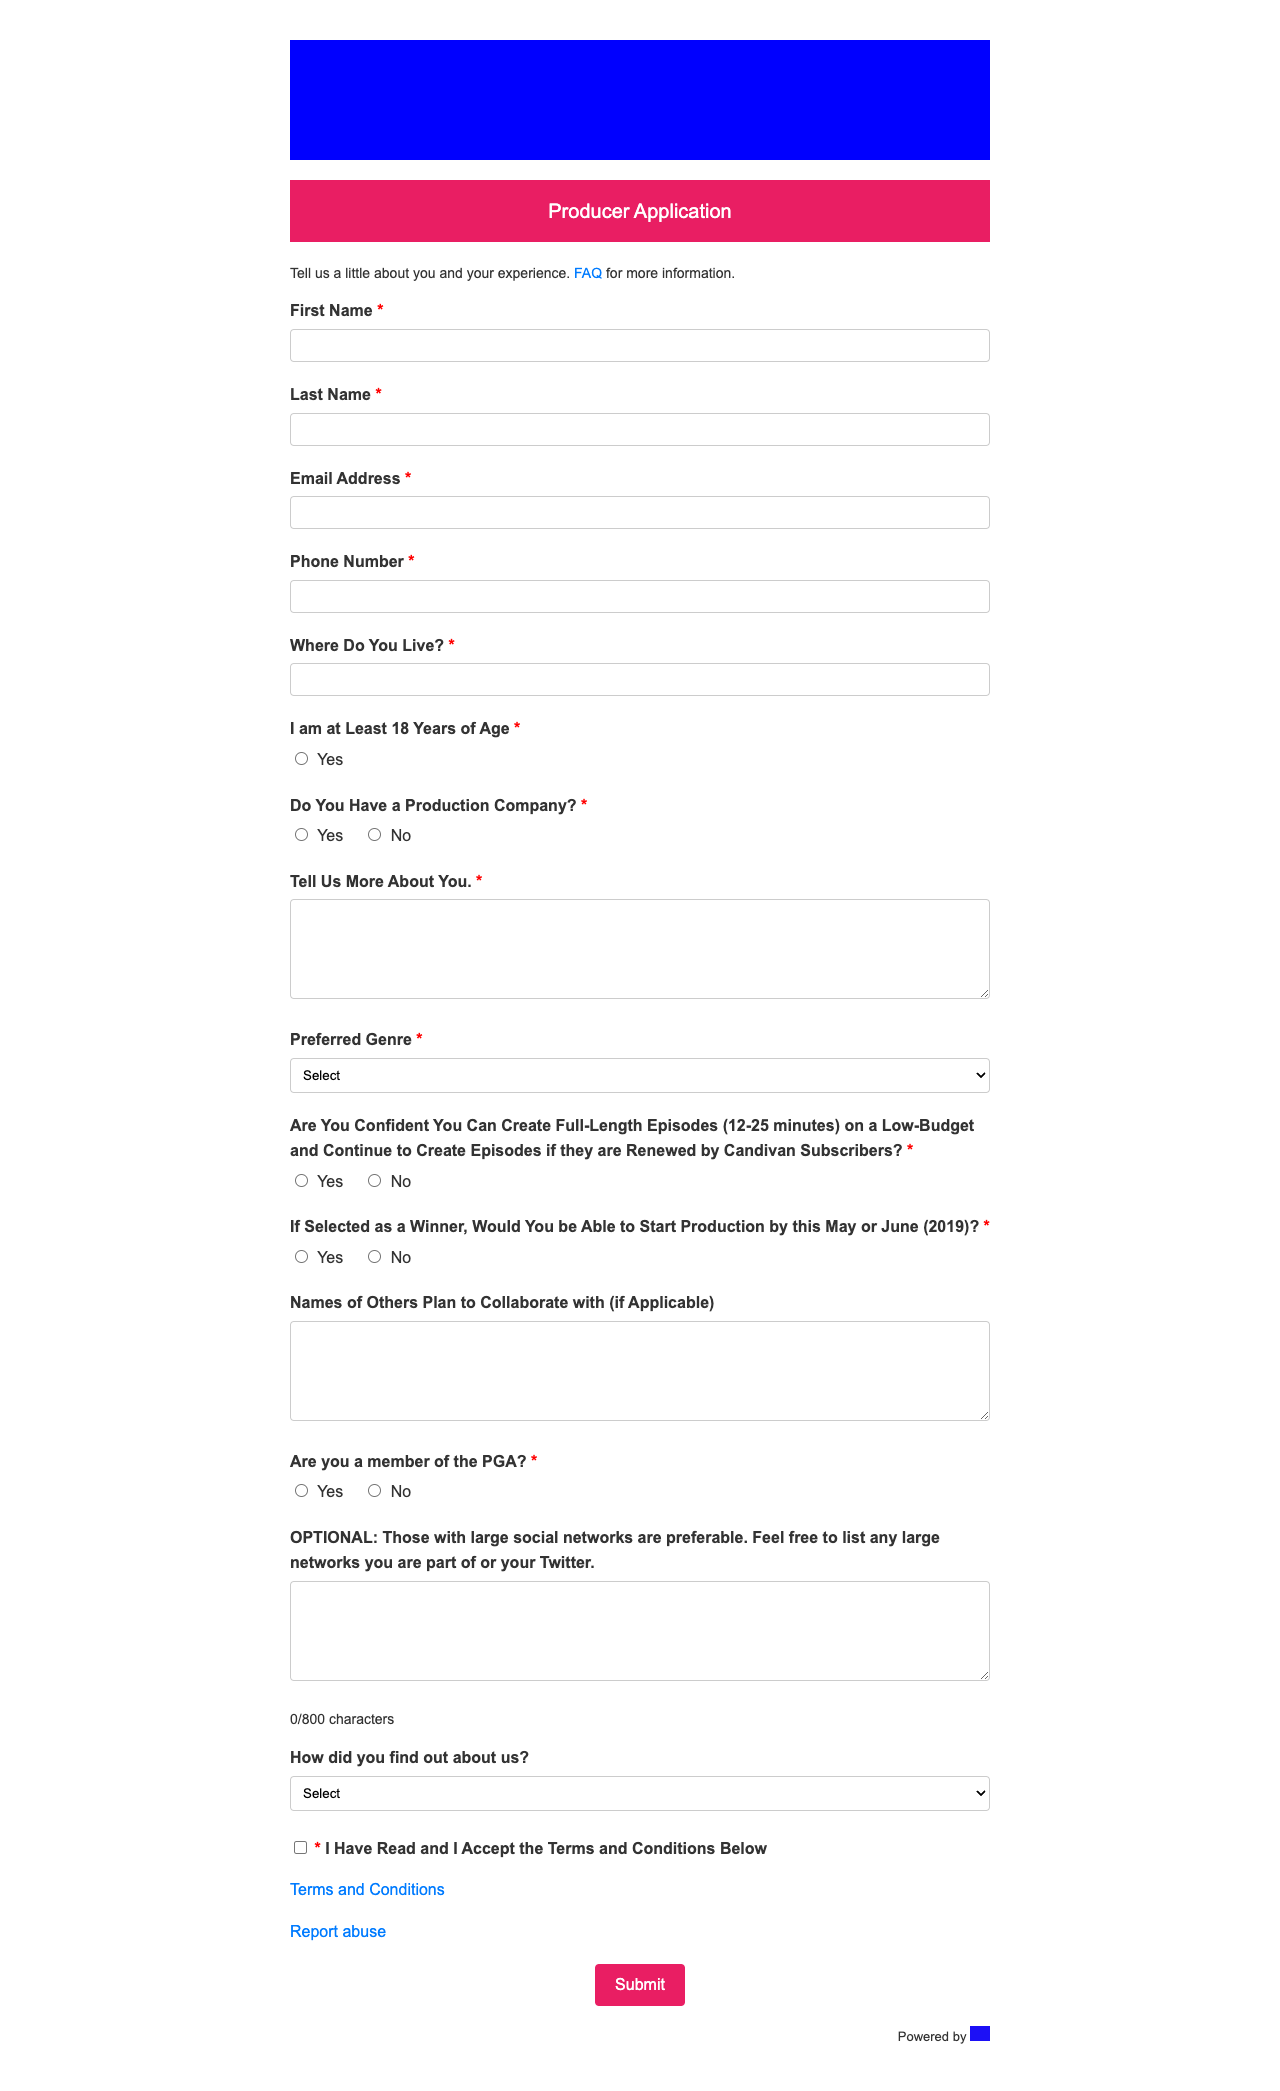 Producer Application
Tell us a little about you and your experience. FAQ for more information.
First Name *
Last Name *
Email Address *
Phone Number *
Where Do You Live? *
I am at Least 18 Years of Age *
Yes
Do You Have a Production Company? *
Yes No
Tell Us More About You. *
Preferred Genre *
Select
Are You Confident You Can Create Full-Length Episodes (12-25 minutes) on a Low-Budget
and Continue to Create Episodes if they are Renewed by Candivan Subscribers? *
Yes No
If Selected as a Winner, Would You be Able to Start Production by this May or June (2019)? *
Yes No
Names of Others Plan to Collaborate with (if Applicable)
Are you a member of the PGA? *
Yes No
OPTIONAL: Those with large social networks are preferable. Feel free to list any large
networks you are part of or your Twitter.
0/800 characters
How did you find out about us?
Select
* I Have Read and I Accept the Terms and Conditions Below
Terms and Conditions
Report abuse
Submit
Powered by